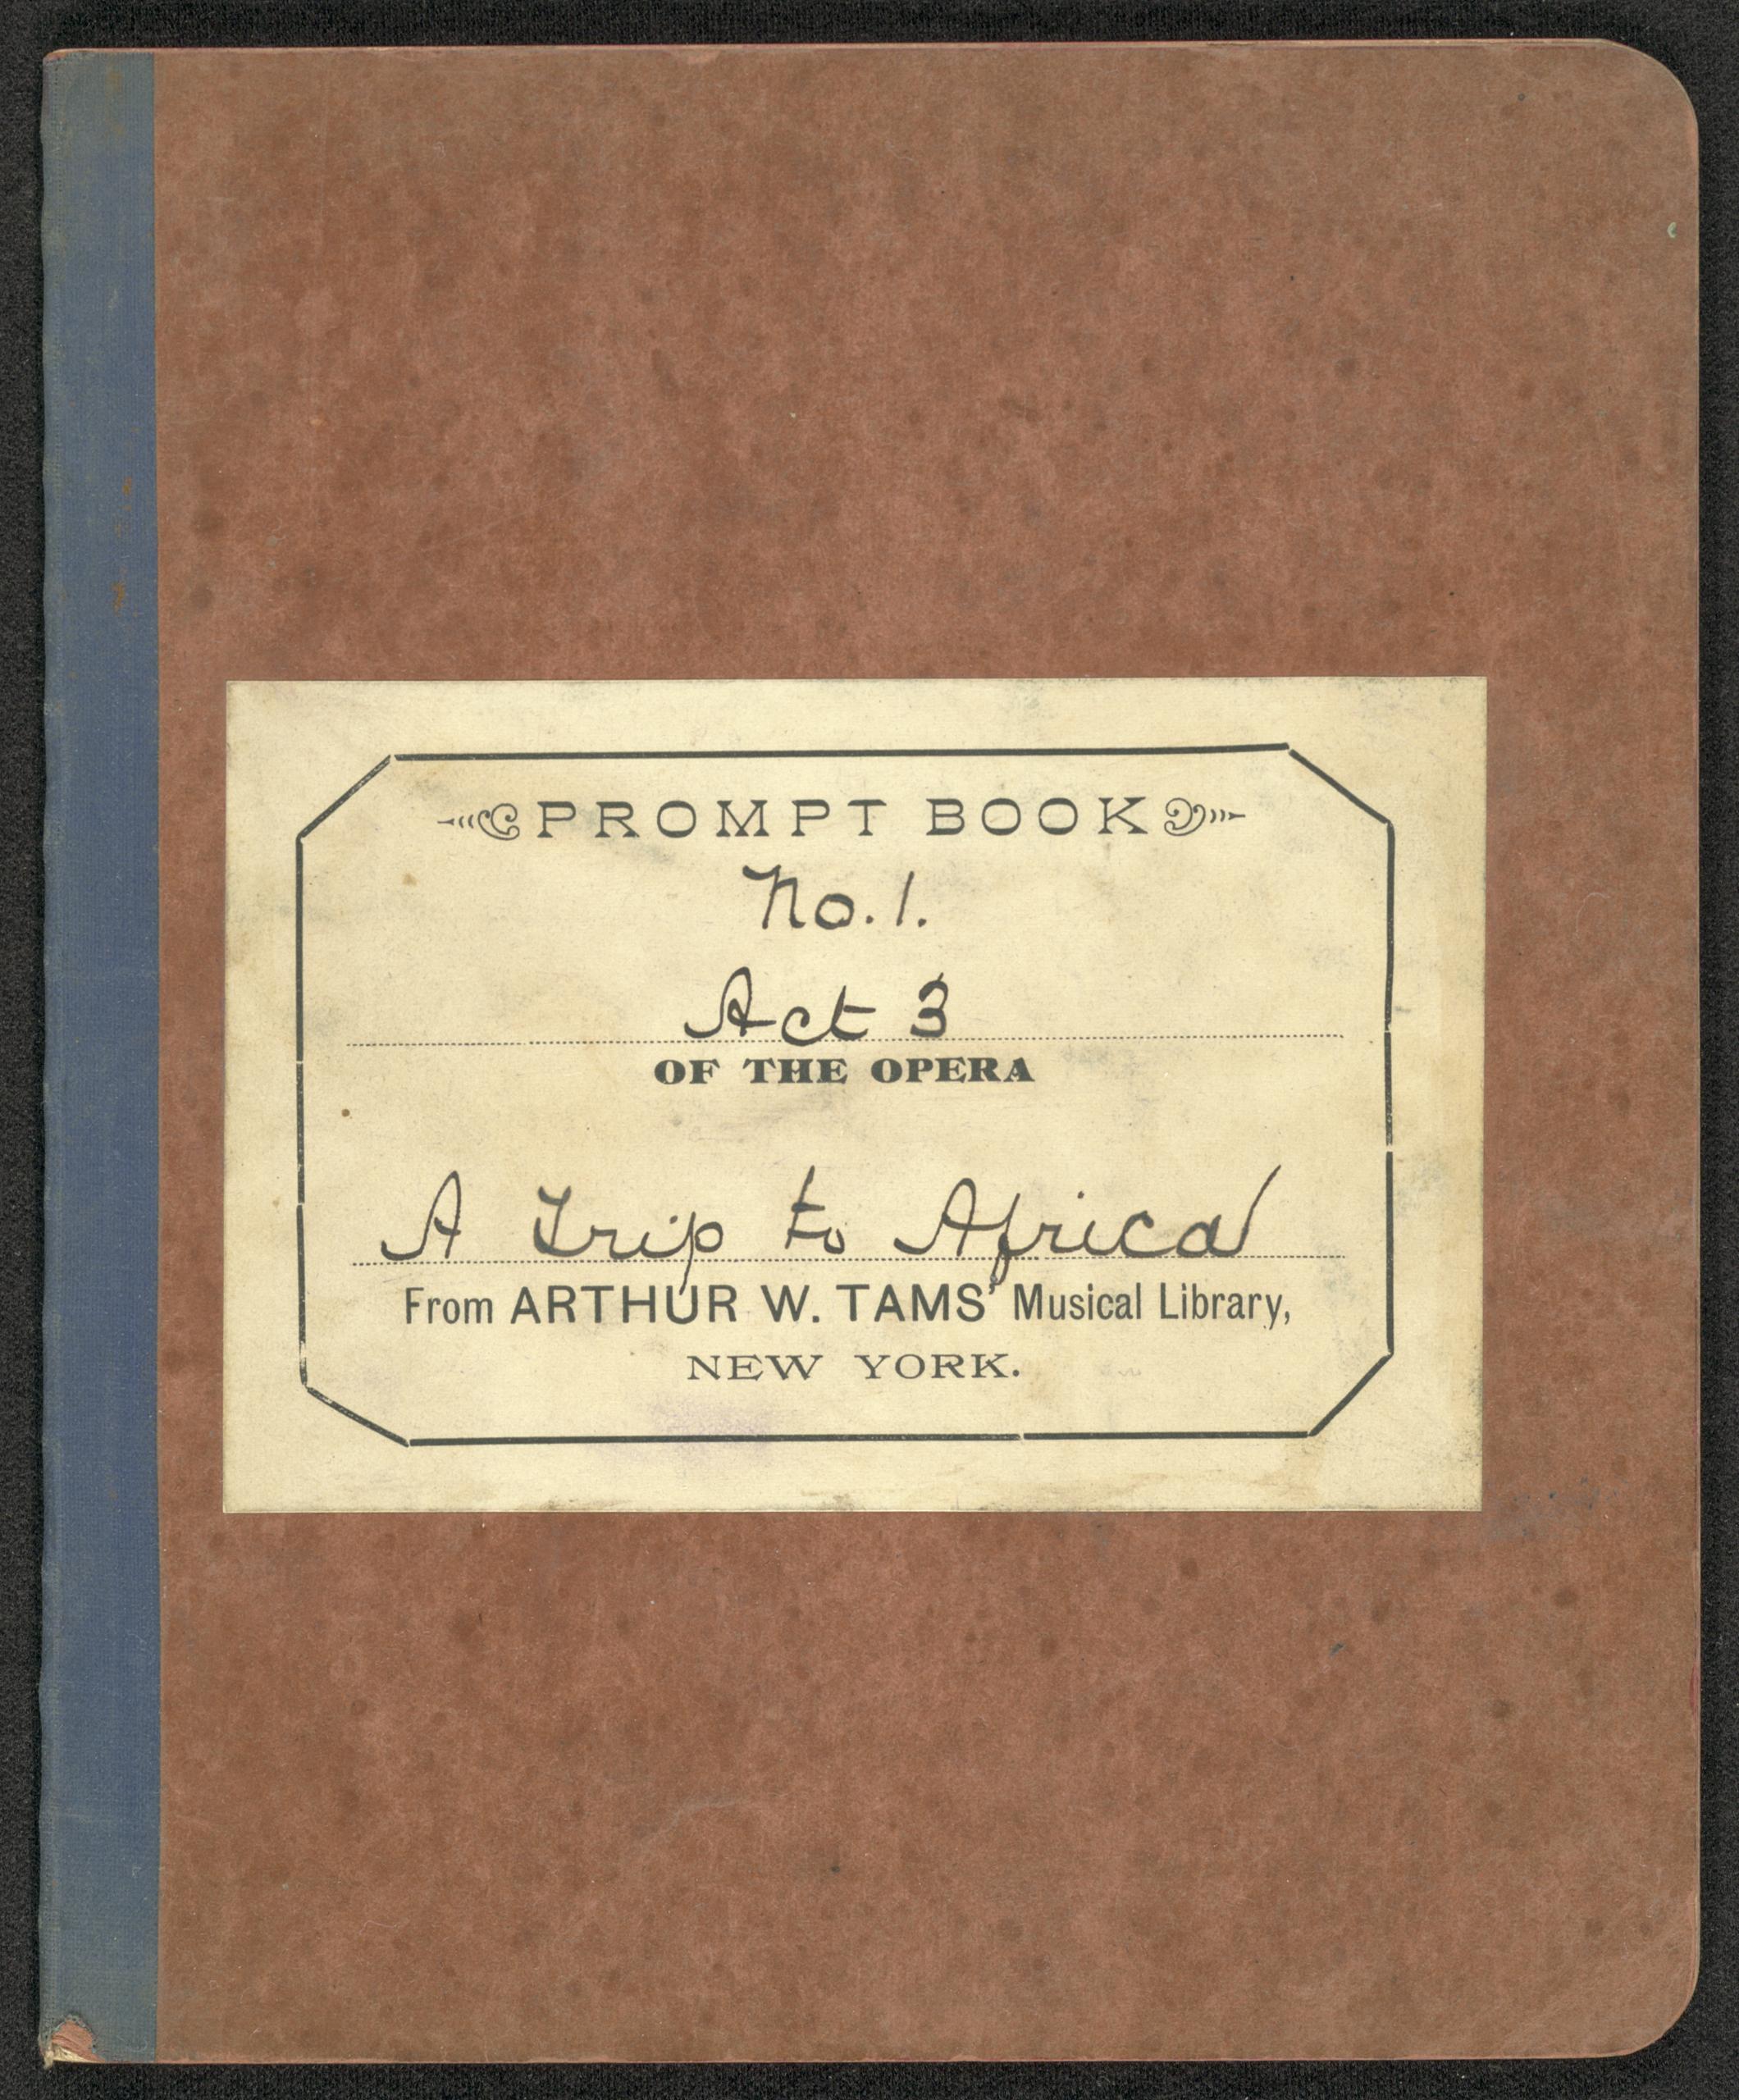 PROMPT BOOK
No. 1.
Act 3
OF THE OPERA
A Trip to Africa
From ARTHUR W. TAMS' Musical Library,
NEW YORK.